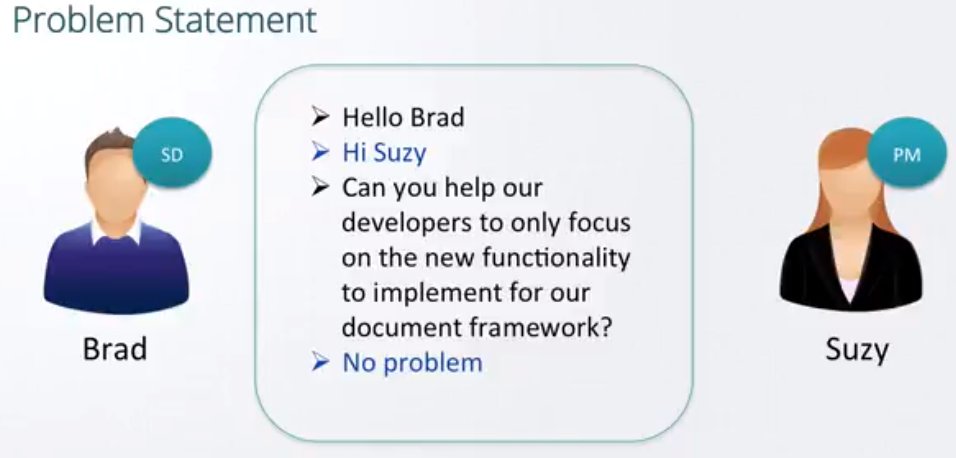 Problem Statement
SD
PM
➢ Hello Brad
➢ Hi Suzy
➢ Can you help our
developers to only focus
on the new functionality
to implement for our
document framework?
➢ No problem
Brad
Suzy